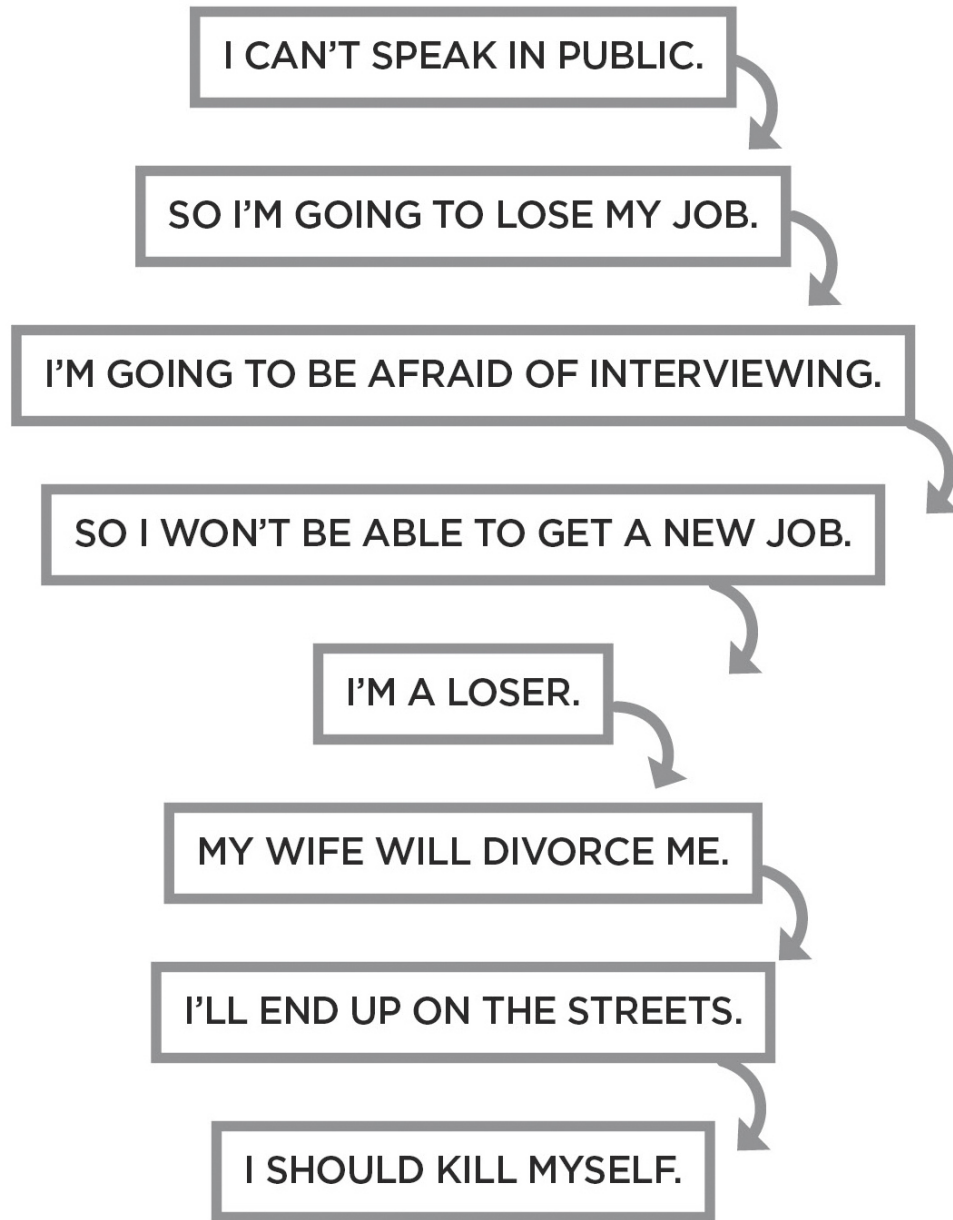 I CAN’T SPEAK IN PUBLIC.
SO I’M GOING TO LOSE MY JOB.
I’M GOING TO BE AFRAID OF INTERVIEWING.
SO I WON’T BE ABLE TO GET A NEW JOB.
I’M A LOSER.
MY WIFE WILL DIVORCE ME.
I’LL END UP ON THE STREETS.
I SHOULD KILL MYSELF.